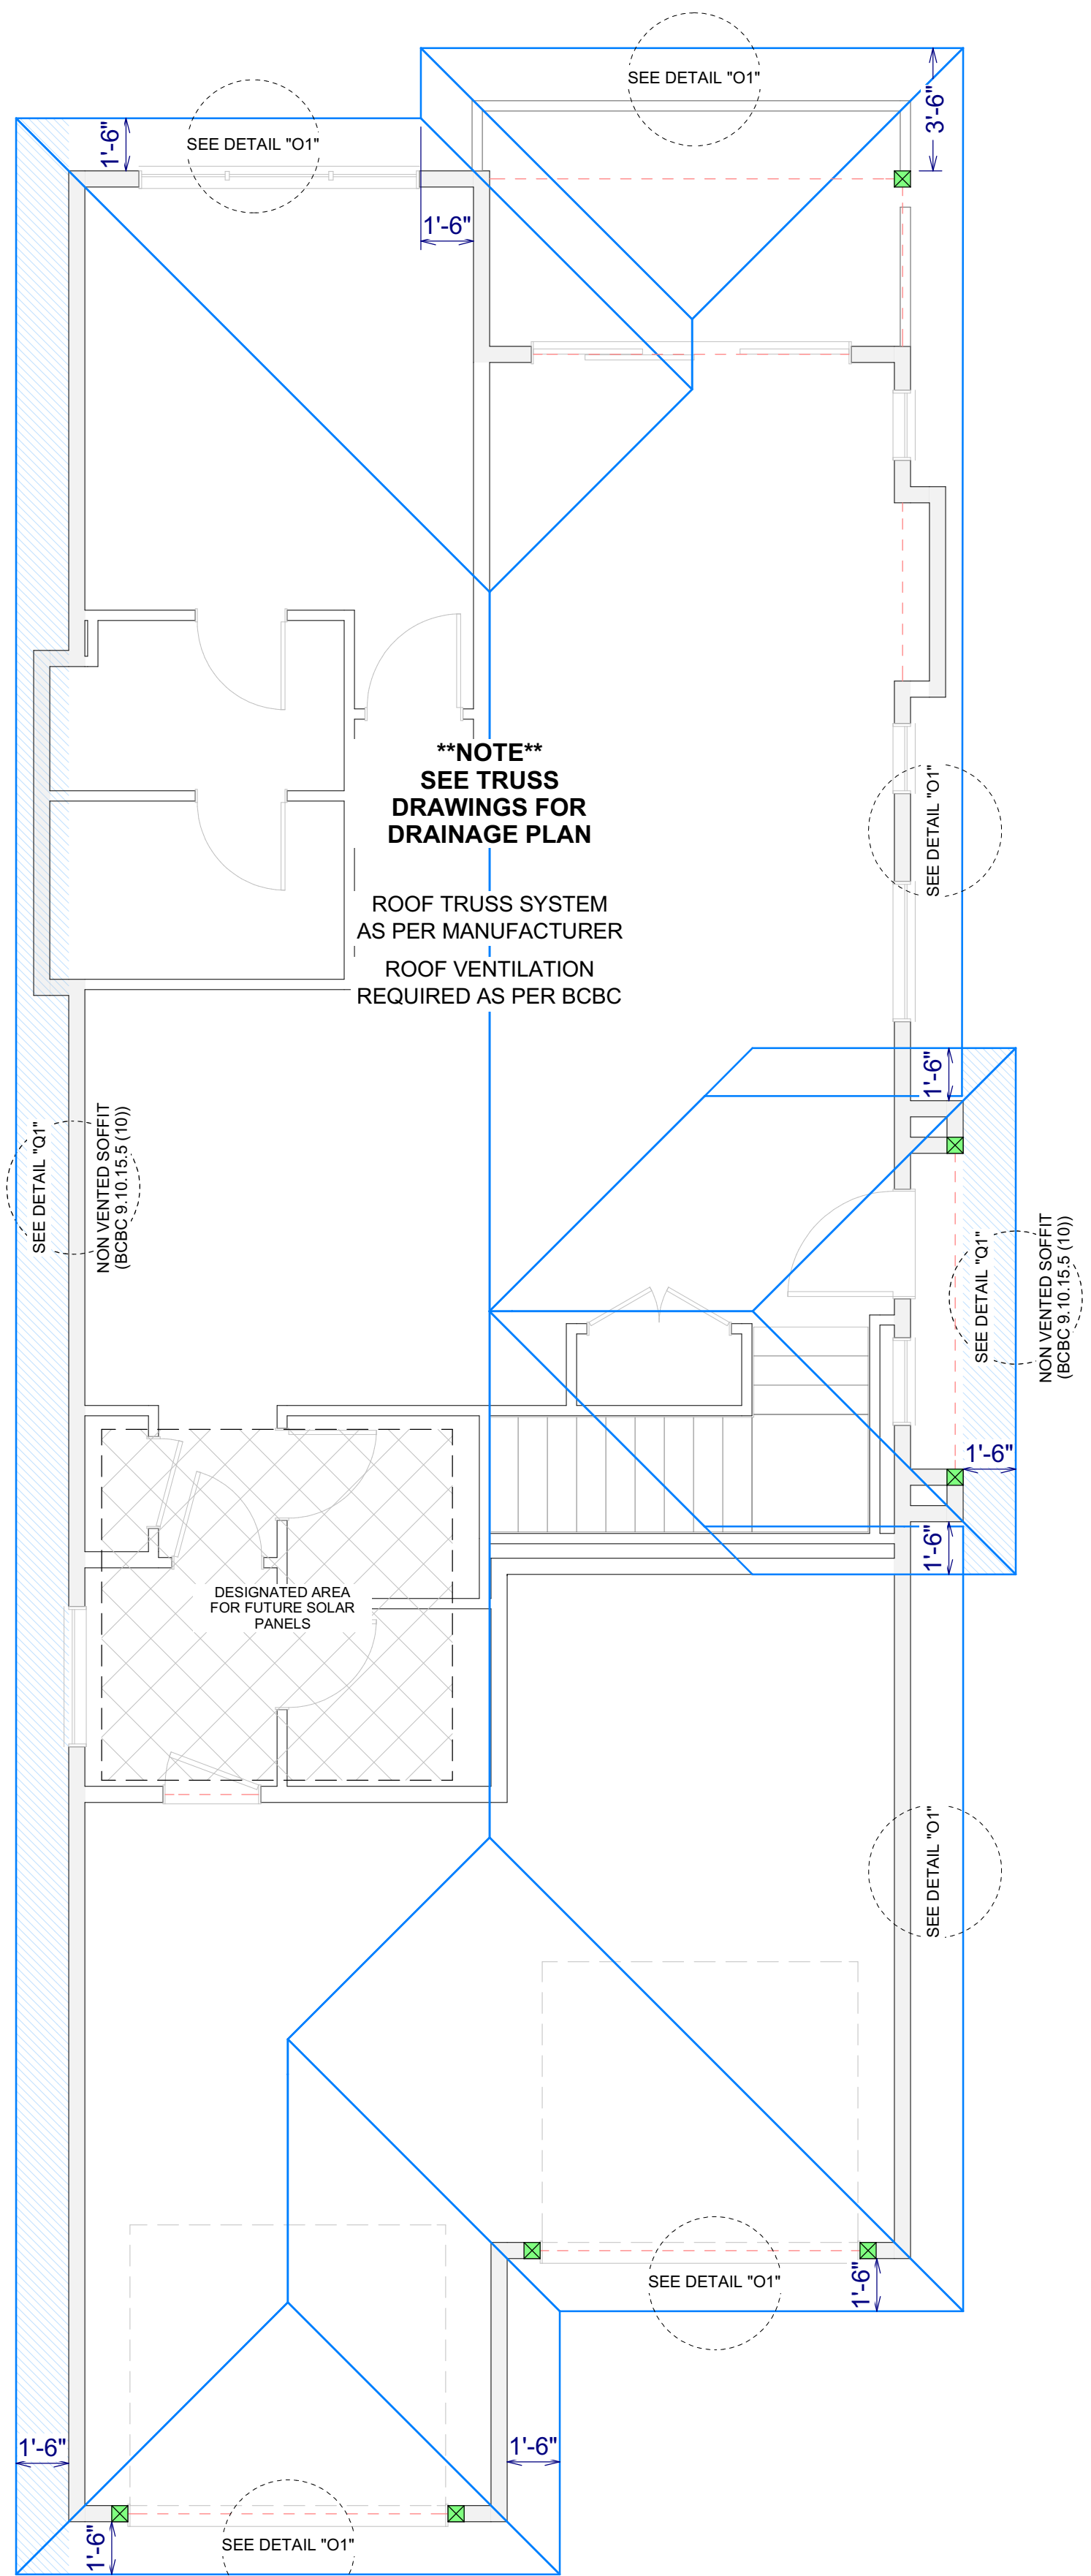 SEE DETAIL "O1"
3'-6"
1'-6"
SEE DETAIL "O1"
1'-6"
**NOTE**
SEE TRUSS
DRAWINGS FOR
DRAINAGE PLAN
SEE DETAIL "O1"
ROOF TRUSS SYSTEM
AS PER MANUFACTURER
ROOF VENTILATION
REQUIRED AS PER BCBC
1'-6"
SEE DETAIL "Q1"
NON VENTED SOFFIT
(BCBC 9.10.15.5 (10))
SEE DETAIL "Q1"
NON VENTED SOFFIT
(BCBC 9.10.15.5 (10))
1'-6"
1'-6"
DESIGNATED AREA
FOR FUTURE SOLAR
PANELS
SEE DETAIL "O1"
SEE DETAIL "O1"
1'-6"
1'-6"
1'-6"
SEE DETAIL "O1"
1'-6"